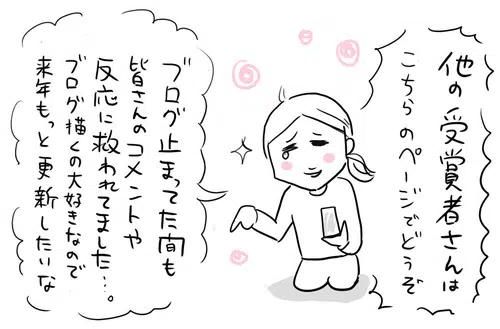 他の受賞者さんは
こちらのページでどうぞ
ブログ止まってた間も
皆さんのコメントや
反応に救われてました…。
ブログ描くの大好きなので
来年もっと更新したいな